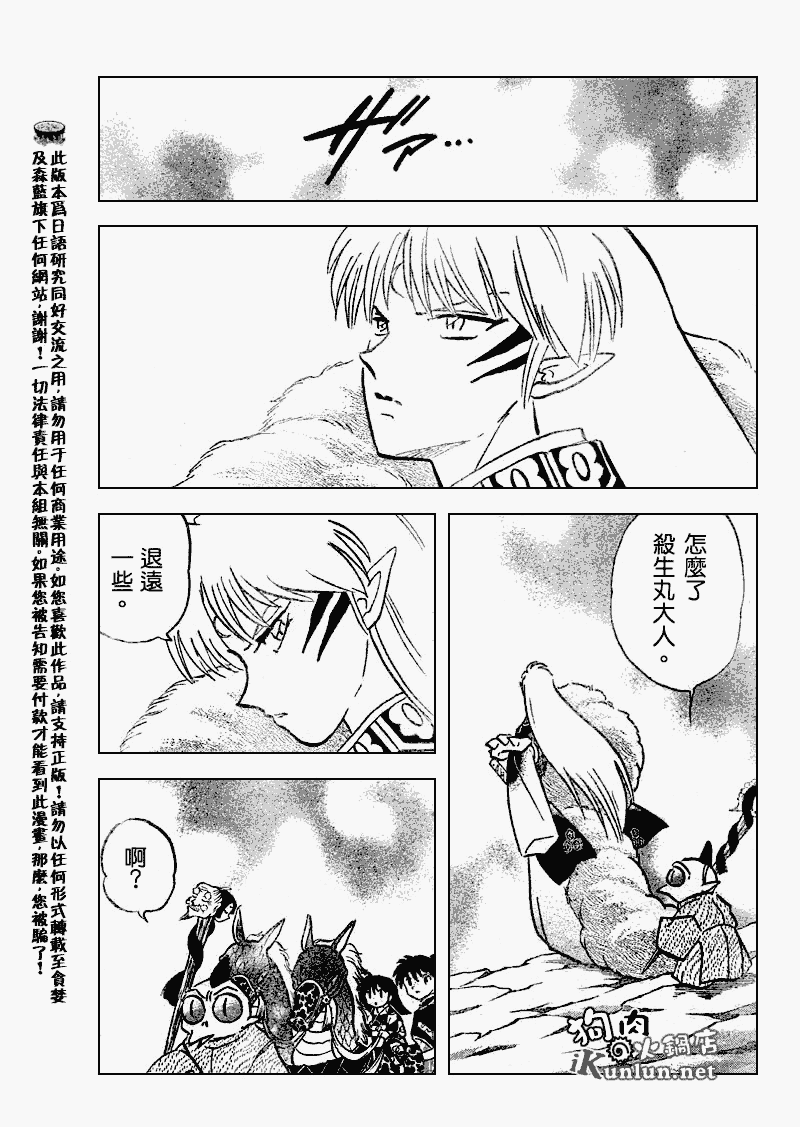 ザァ…
怎麼了
殺生丸大人。
退遠
一些。
啊？
狗肉
火鍋店
iKunlun.net
此版本爲日語研究同好交流之用，請勿用于任何商業用途。如您喜歡此作品，請支持正版！請勿以任何形式轉載至貪婪
及森藍旗下任何網站，謝謝！一切法律責任與本組無關。如果您被告知需要付款才能看到此漫畫，那麼，您被騙了！